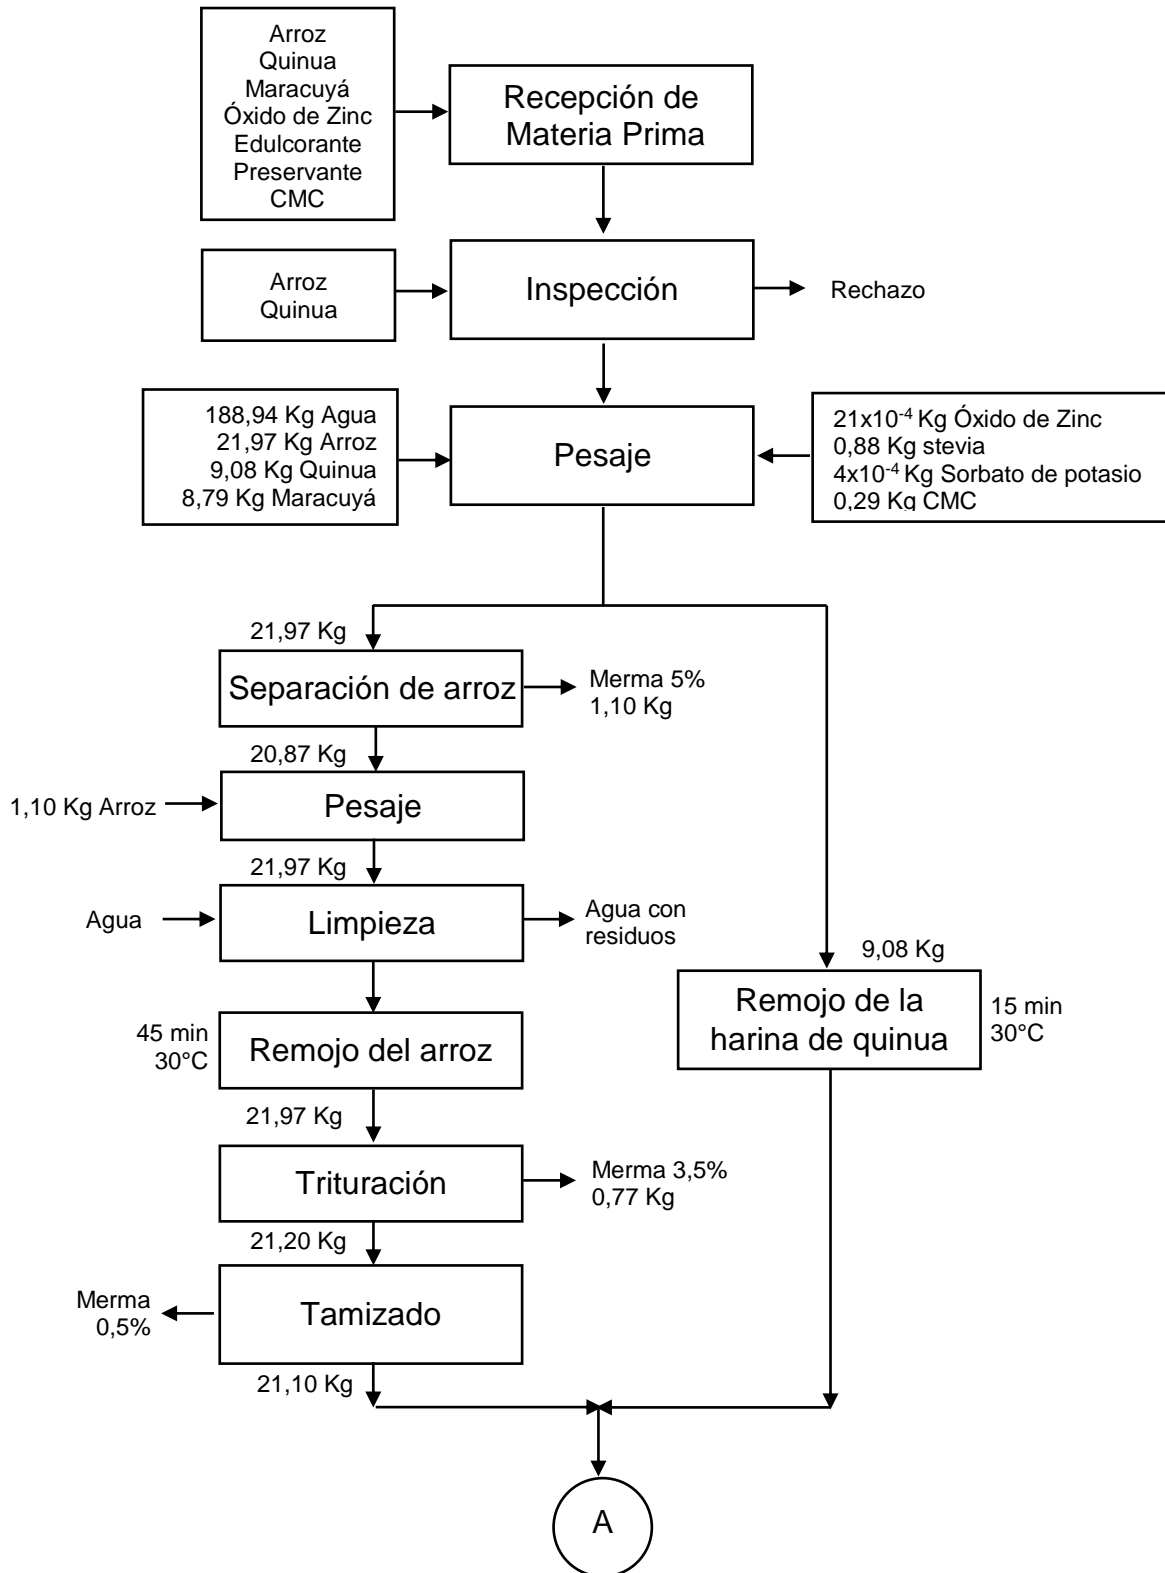 Arroz
Quinua
Maracuyá
Óxido de Zinc
Edulcorante
Preservante
CMC
Recepción de
Materia Prima
Arroz
Quinua
Inspección
Rechazo
188,94 Kg Agua
21,97 Kg Arroz
9,08 Kg Quinua
8,79 Kg Maracuyá
Pesaje
21x10⁻⁴ Kg Óxido de Zinc
0,88 Kg stevia
4x10⁻⁴ Kg Sorbato de potasio
0,29 Kg CMC
21,97 Kg
Separación de arroz
Merma 5%
1,10 Kg
20,87 Kg
1,10 Kg Arroz
Pesaje
21,97 Kg
Agua
Limpieza
Agua con
residuos
9,08 Kg
45 min
30°C
Remojo del arroz
Remojo de la
harina de quinua
15 min
30°C
21,97 Kg
Trituración
Merma 3,5%
0,77 Kg
21,20 Kg
Merma
0,5%
Tamizado
21,10 Kg
A